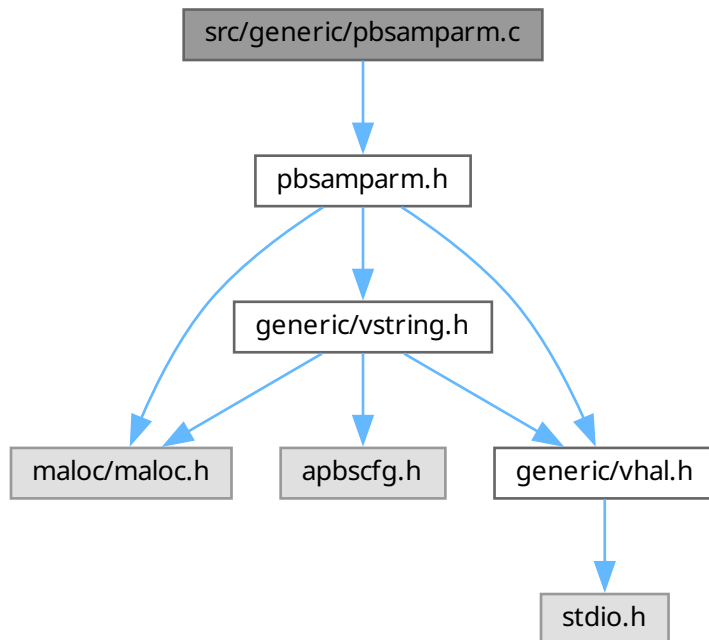 src/generic/pbsamparm.c
pbsamparm.h
generic/vstring.h
maloc/maloc.h
apbscfg.h
generic/vhal.h
stdio.h